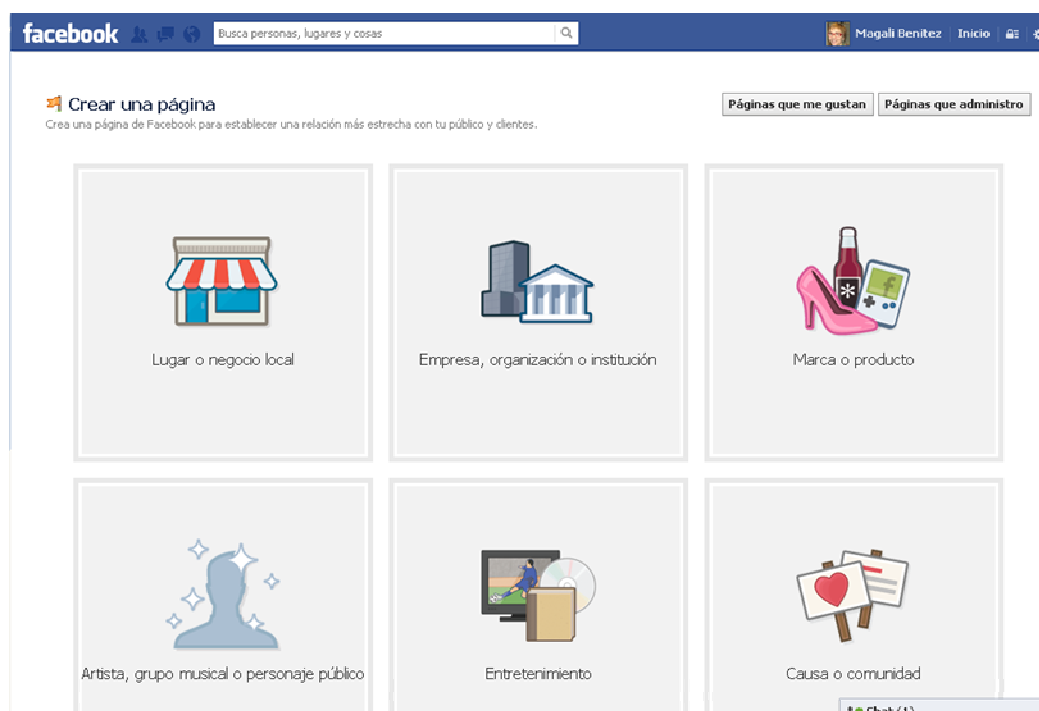 facebook
Busca personas, lugares y cosas
Magali Benitez
Inicio
Crear una página
Páginas que me gustan
Páginas que administro
Crea una página de Facebook para establecer una relación más estrecha con tu público y clientes.
Lugar o negocio local
Empresa, organización o institución
Marca o producto
Artista, grupo musical o personaje público
Entretenimiento
Causa o comunidad
Chat (1)